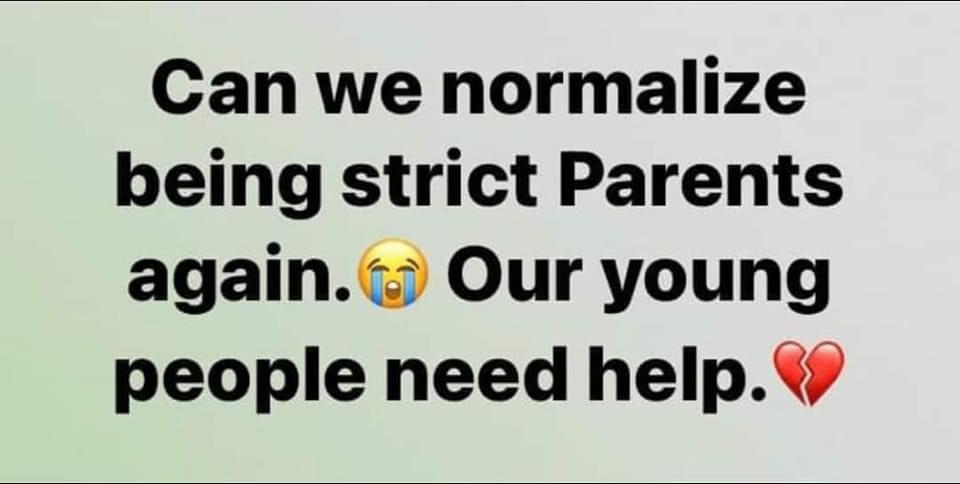 Can we normalize
being strict Parents
again.😭 Our young
people need help.💔